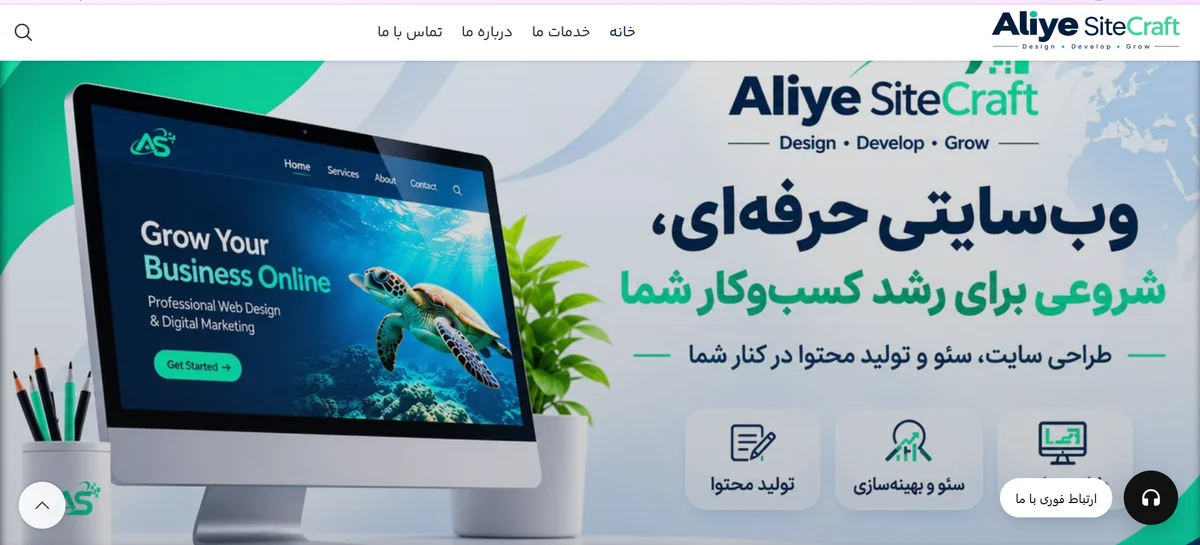 Aliye SiteCraft
Design • Develop • Grow
خانه
خدمات ما
درباره ما
تماس با ما
Aliye SiteCraft
Design • Develop • Grow
وب‌سایتی حرفه‌ای،
شروعی برای رشد کسب‌وکار شما
طراحی سایت، سئو و تولید محتوا در کنار شما
سئو و بهینه‌سازی
تولید محتوا
ارتباط فوری با ما
AS
Home
Services
About
Contact
Grow Your
Business Online
Professional Web Design
& Digital Marketing
Get Started →
AS